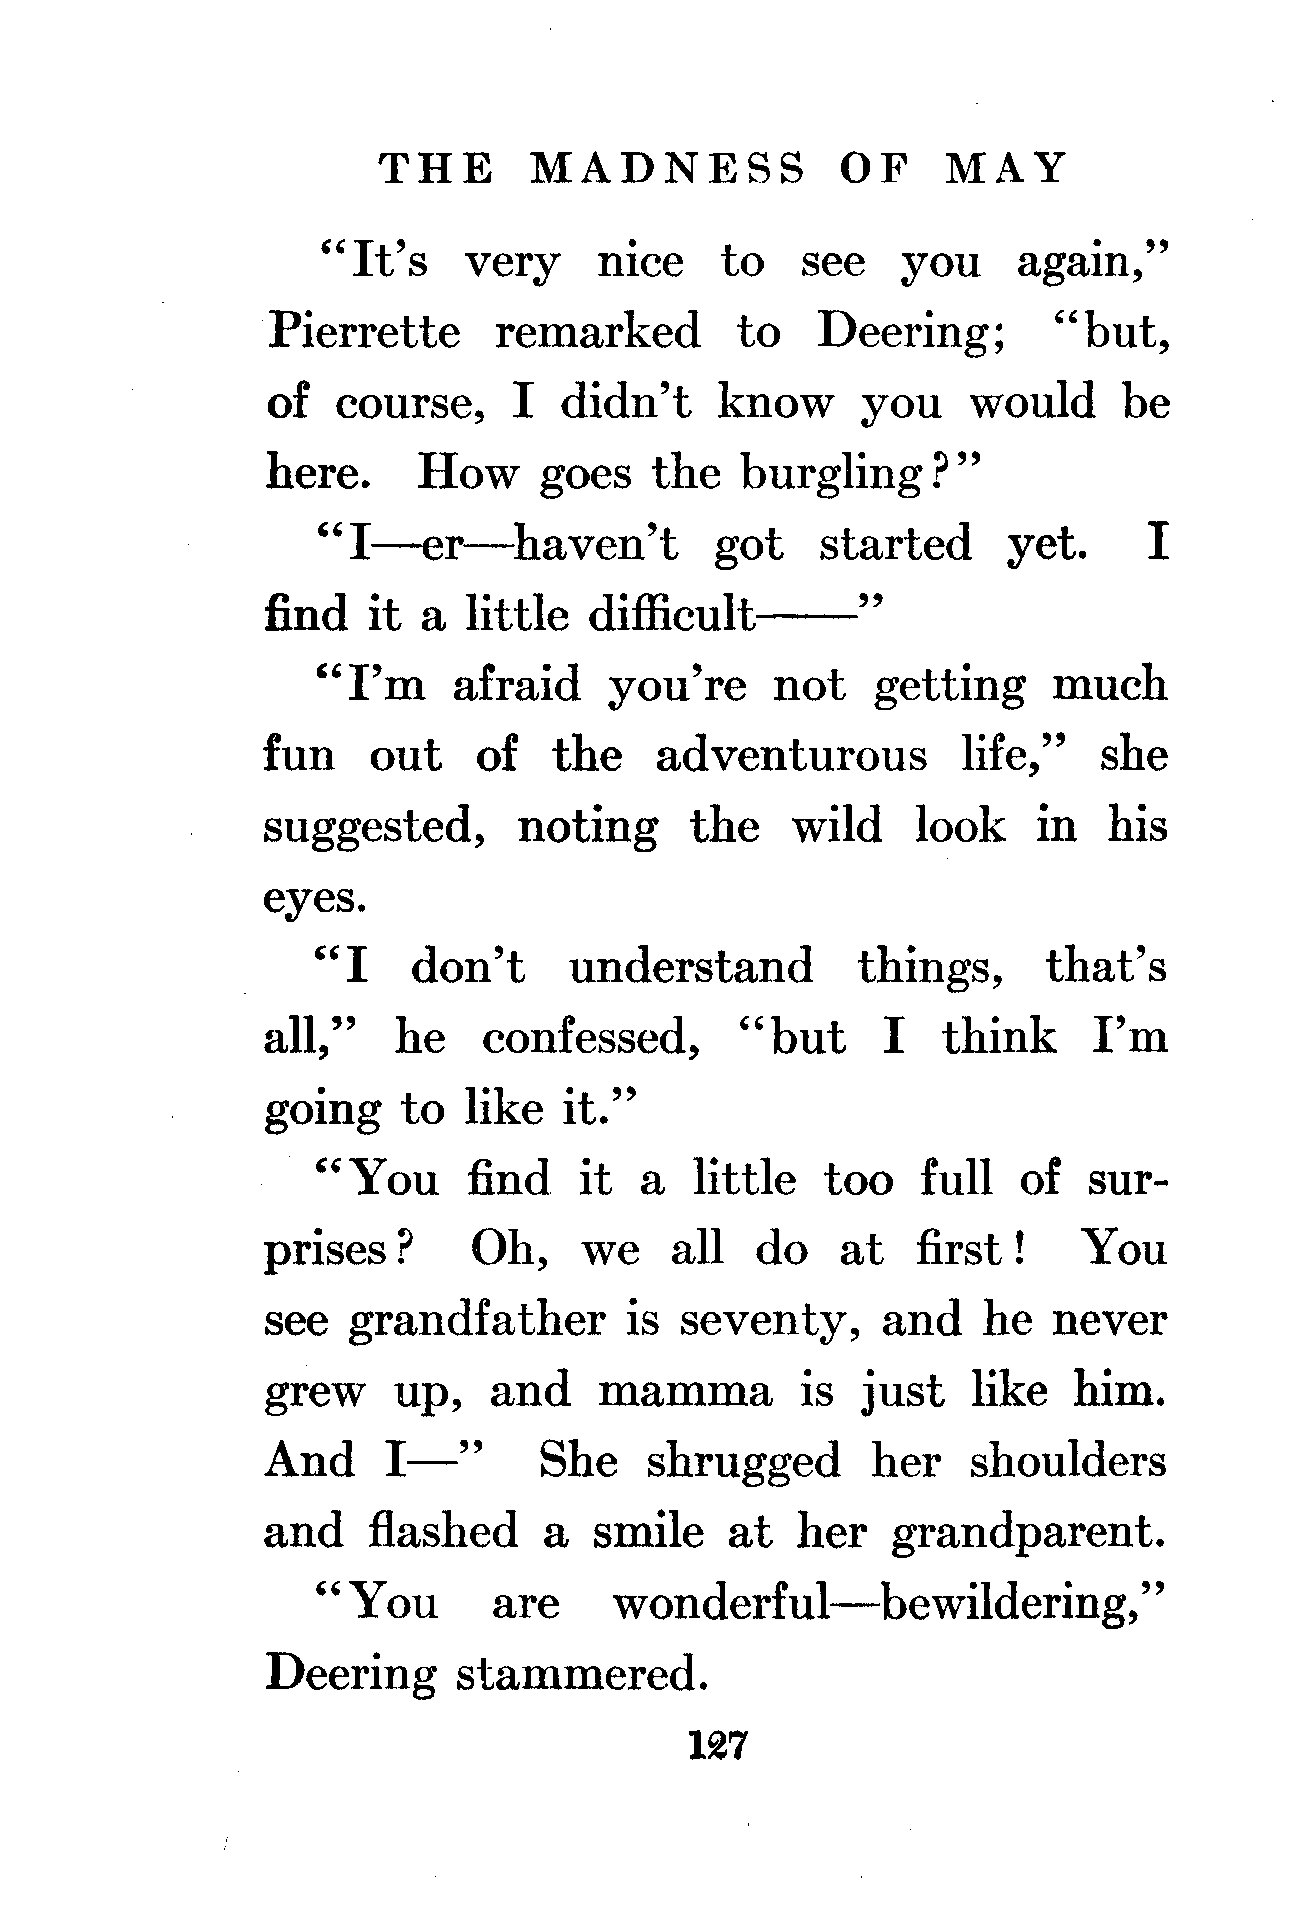 THE MADNESS OF MAY
“It’s very nice to see you again,”
Pierrette remarked to Deering; “but,
of course, I didn’t know you would be
here. How goes the burgling?”
“I—er—haven’t got started yet. I
find it a little difficult——”
“I’m afraid you’re not getting much
fun out of the adventurous life,” she
suggested, noting the wild look in his
eyes.
“I don’t understand things, that’s
all,” he confessed, “but I think I’m
going to like it.”
“You find it a little too full of sur-
prises? Oh, we all do at first! You
see grandfather is seventy, and he never
grew up, and mamma is just like him.
And I—” She shrugged her shoulders
and flashed a smile at her grandparent.
“You are wonderful—bewildering,”
Deering stammered.
127